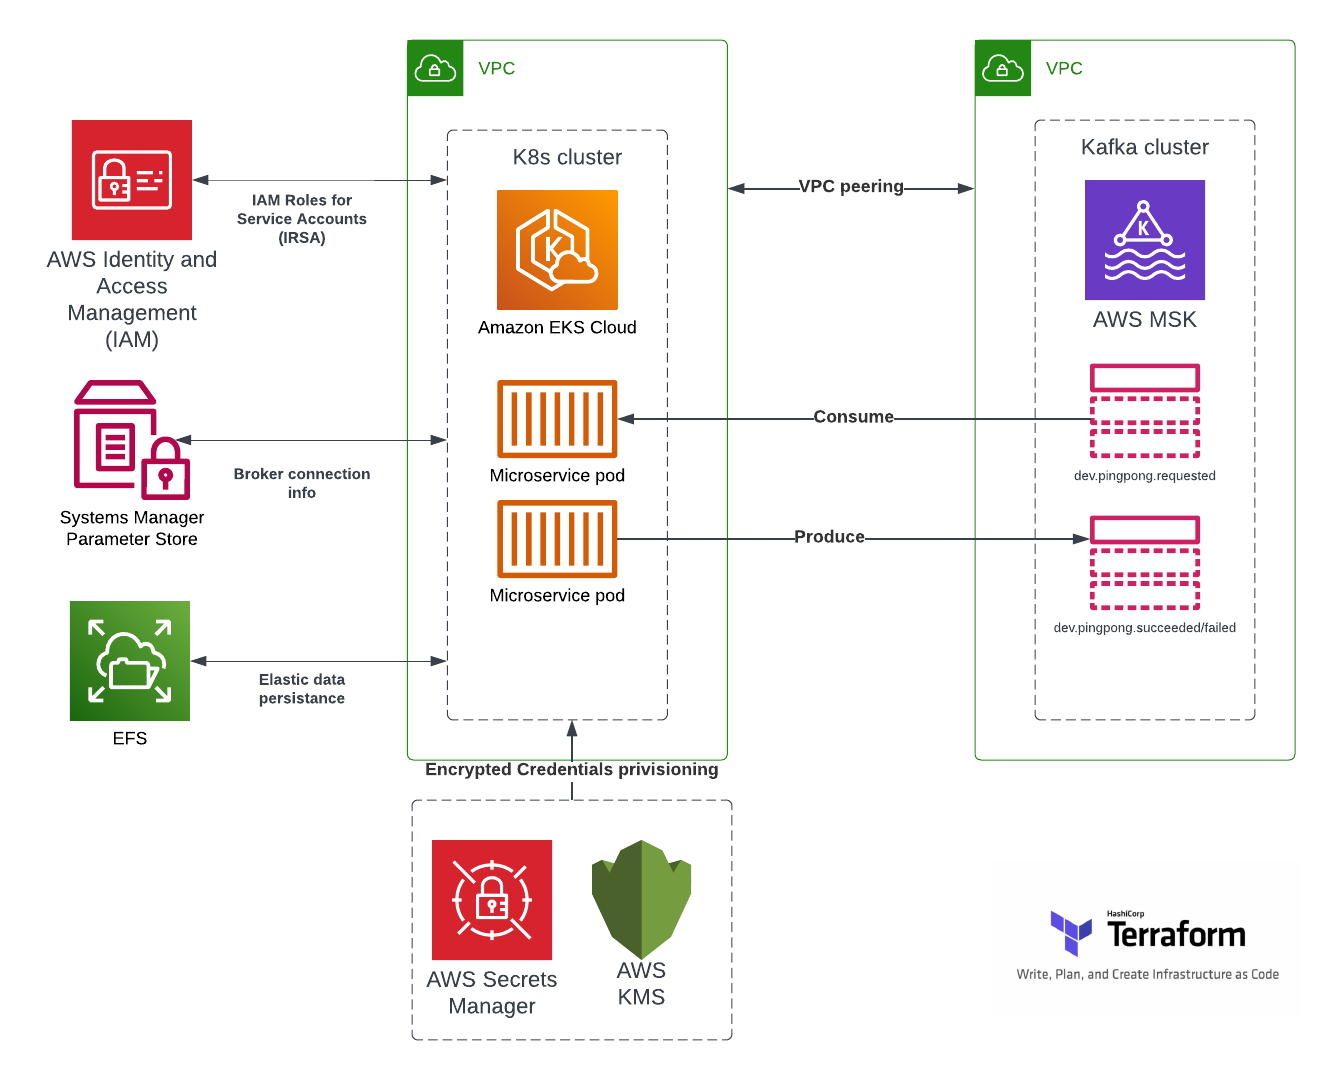 VPC
VPC
K8s cluster
Kafka cluster
K
K
VPC peering
IAM Roles for
Service Accounts
(IRSA)
AWS Identity and
Access
Management
(IAM)
Amazon EKS Cloud
AWS MSK
Consume
Microservice pod
dev.pingpong.requested
Broker connection
info
Systems Manager
Parameter Store
Produce
Microservice pod
dev.pingpong.succeeded/failed
Elastic data
persistance
EFS
Encrypted Credentials privisioning
AWS Secrets
Manager
AWS
KMS
HashiCorp
Terraform
Write, Plan, and Create Infrastructure as Code